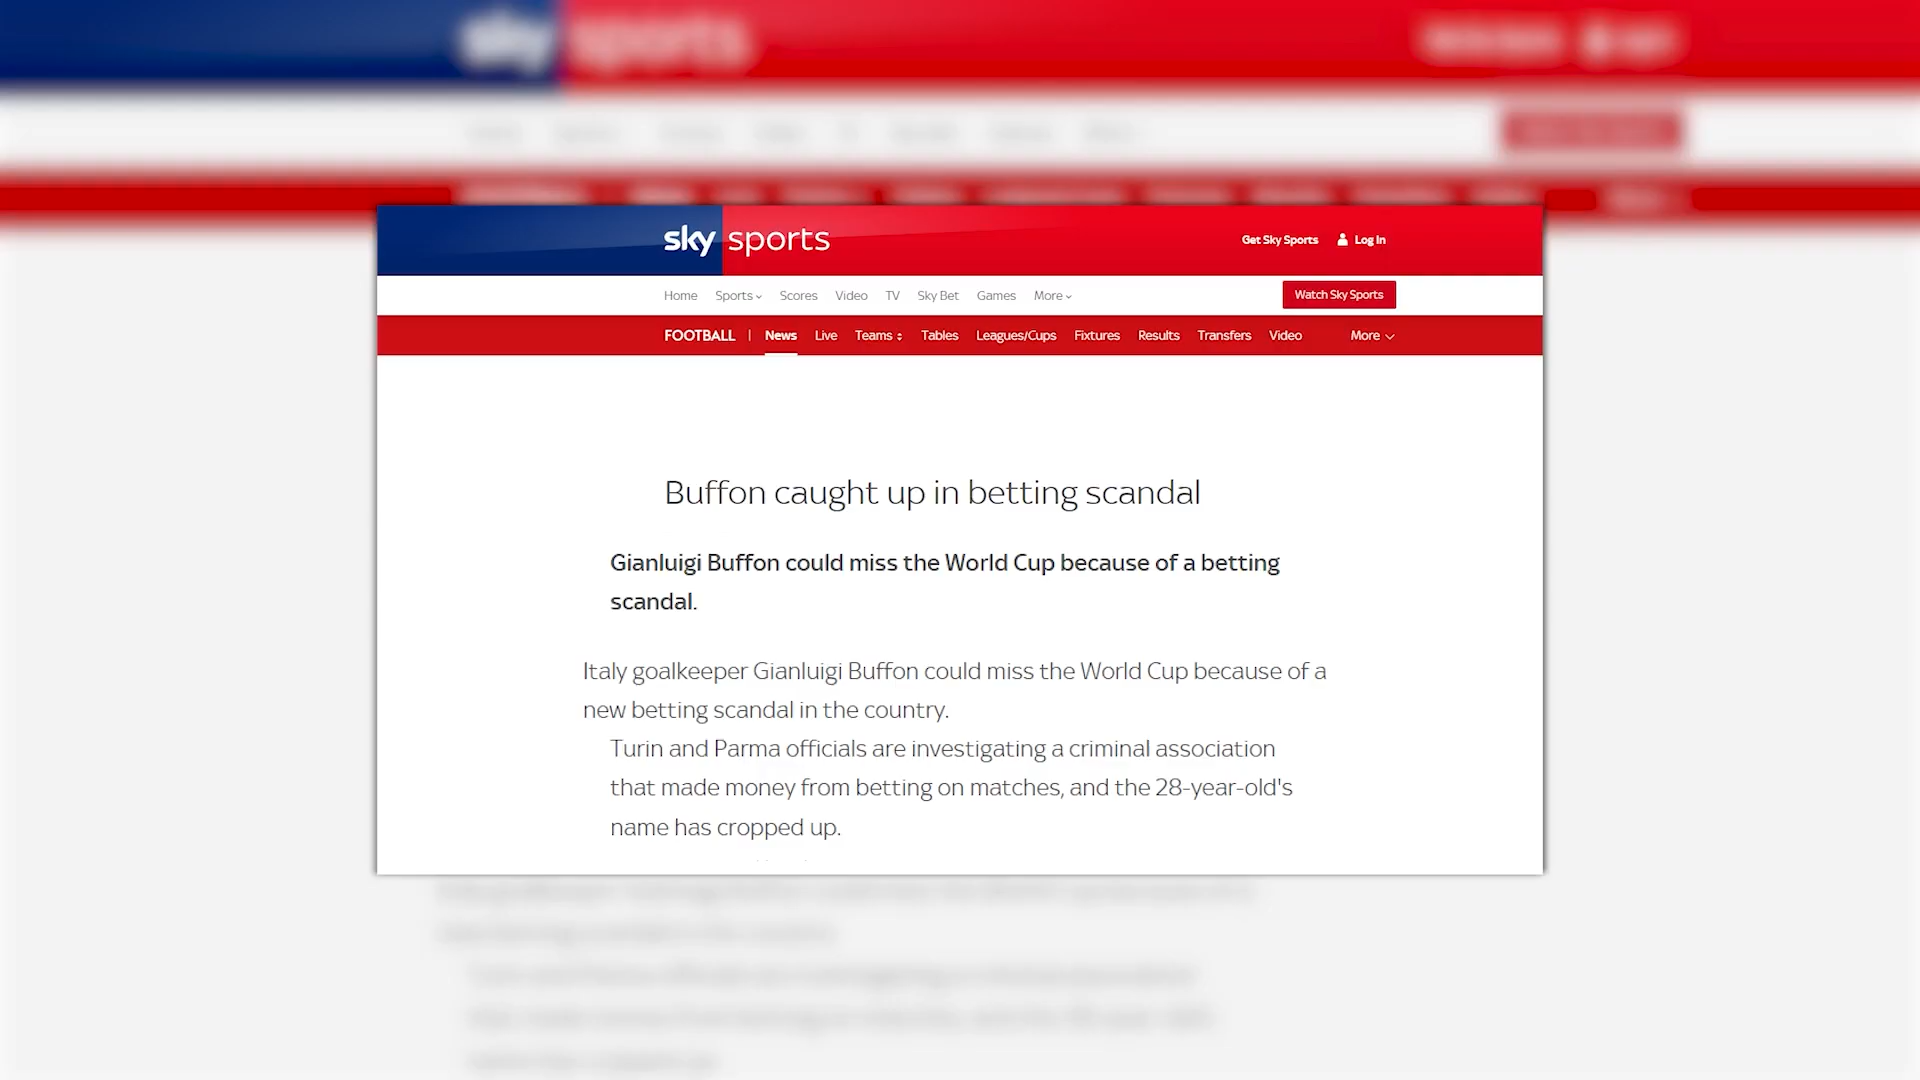 sky sports
Get Sky Sports Log In
Home Sports Scores Video TV Sky Bet Games More
Watch Sky Sports
FOOTBALL | News Live Teams Tables Leagues/Cups Fixtures Results Transfers Video More
Buffon caught up in betting scandal
Gianluigi Buffon could miss the World Cup because of a betting
scandal.
Italy goalkeeper Gianluigi Buffon could miss the World Cup because of a
new betting scandal in the country.
Turin and Parma officials are investigating a criminal association
that made money from betting on matches, and the 28-year-old's
name has cropped up.